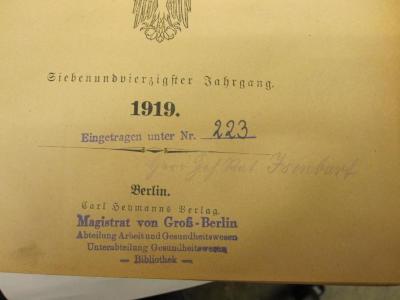 Siebenundvierzigster Jahrgang.
1919.
Eingetragen unter Nr. 223
Herr
Berlin.
Carl Heymanns Verlag.
Magistrat von Groß-Berlin
Abteilung Arbeit und Gesundheitswesen
Unterabteilung Gesundheitswesen
— Bibliothek —